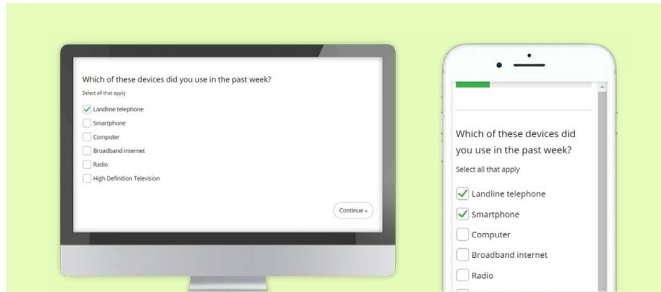 Which of these devices did you use in the past week?
Select all that apply
Landline telephone
Smartphone
Computer
Broadband internet
Radio
High Definition Television
Continue »
Which of these devices did
you use in the past week?
Select all that apply
Landline telephone
Smartphone
Computer
Broadband internet
Radio